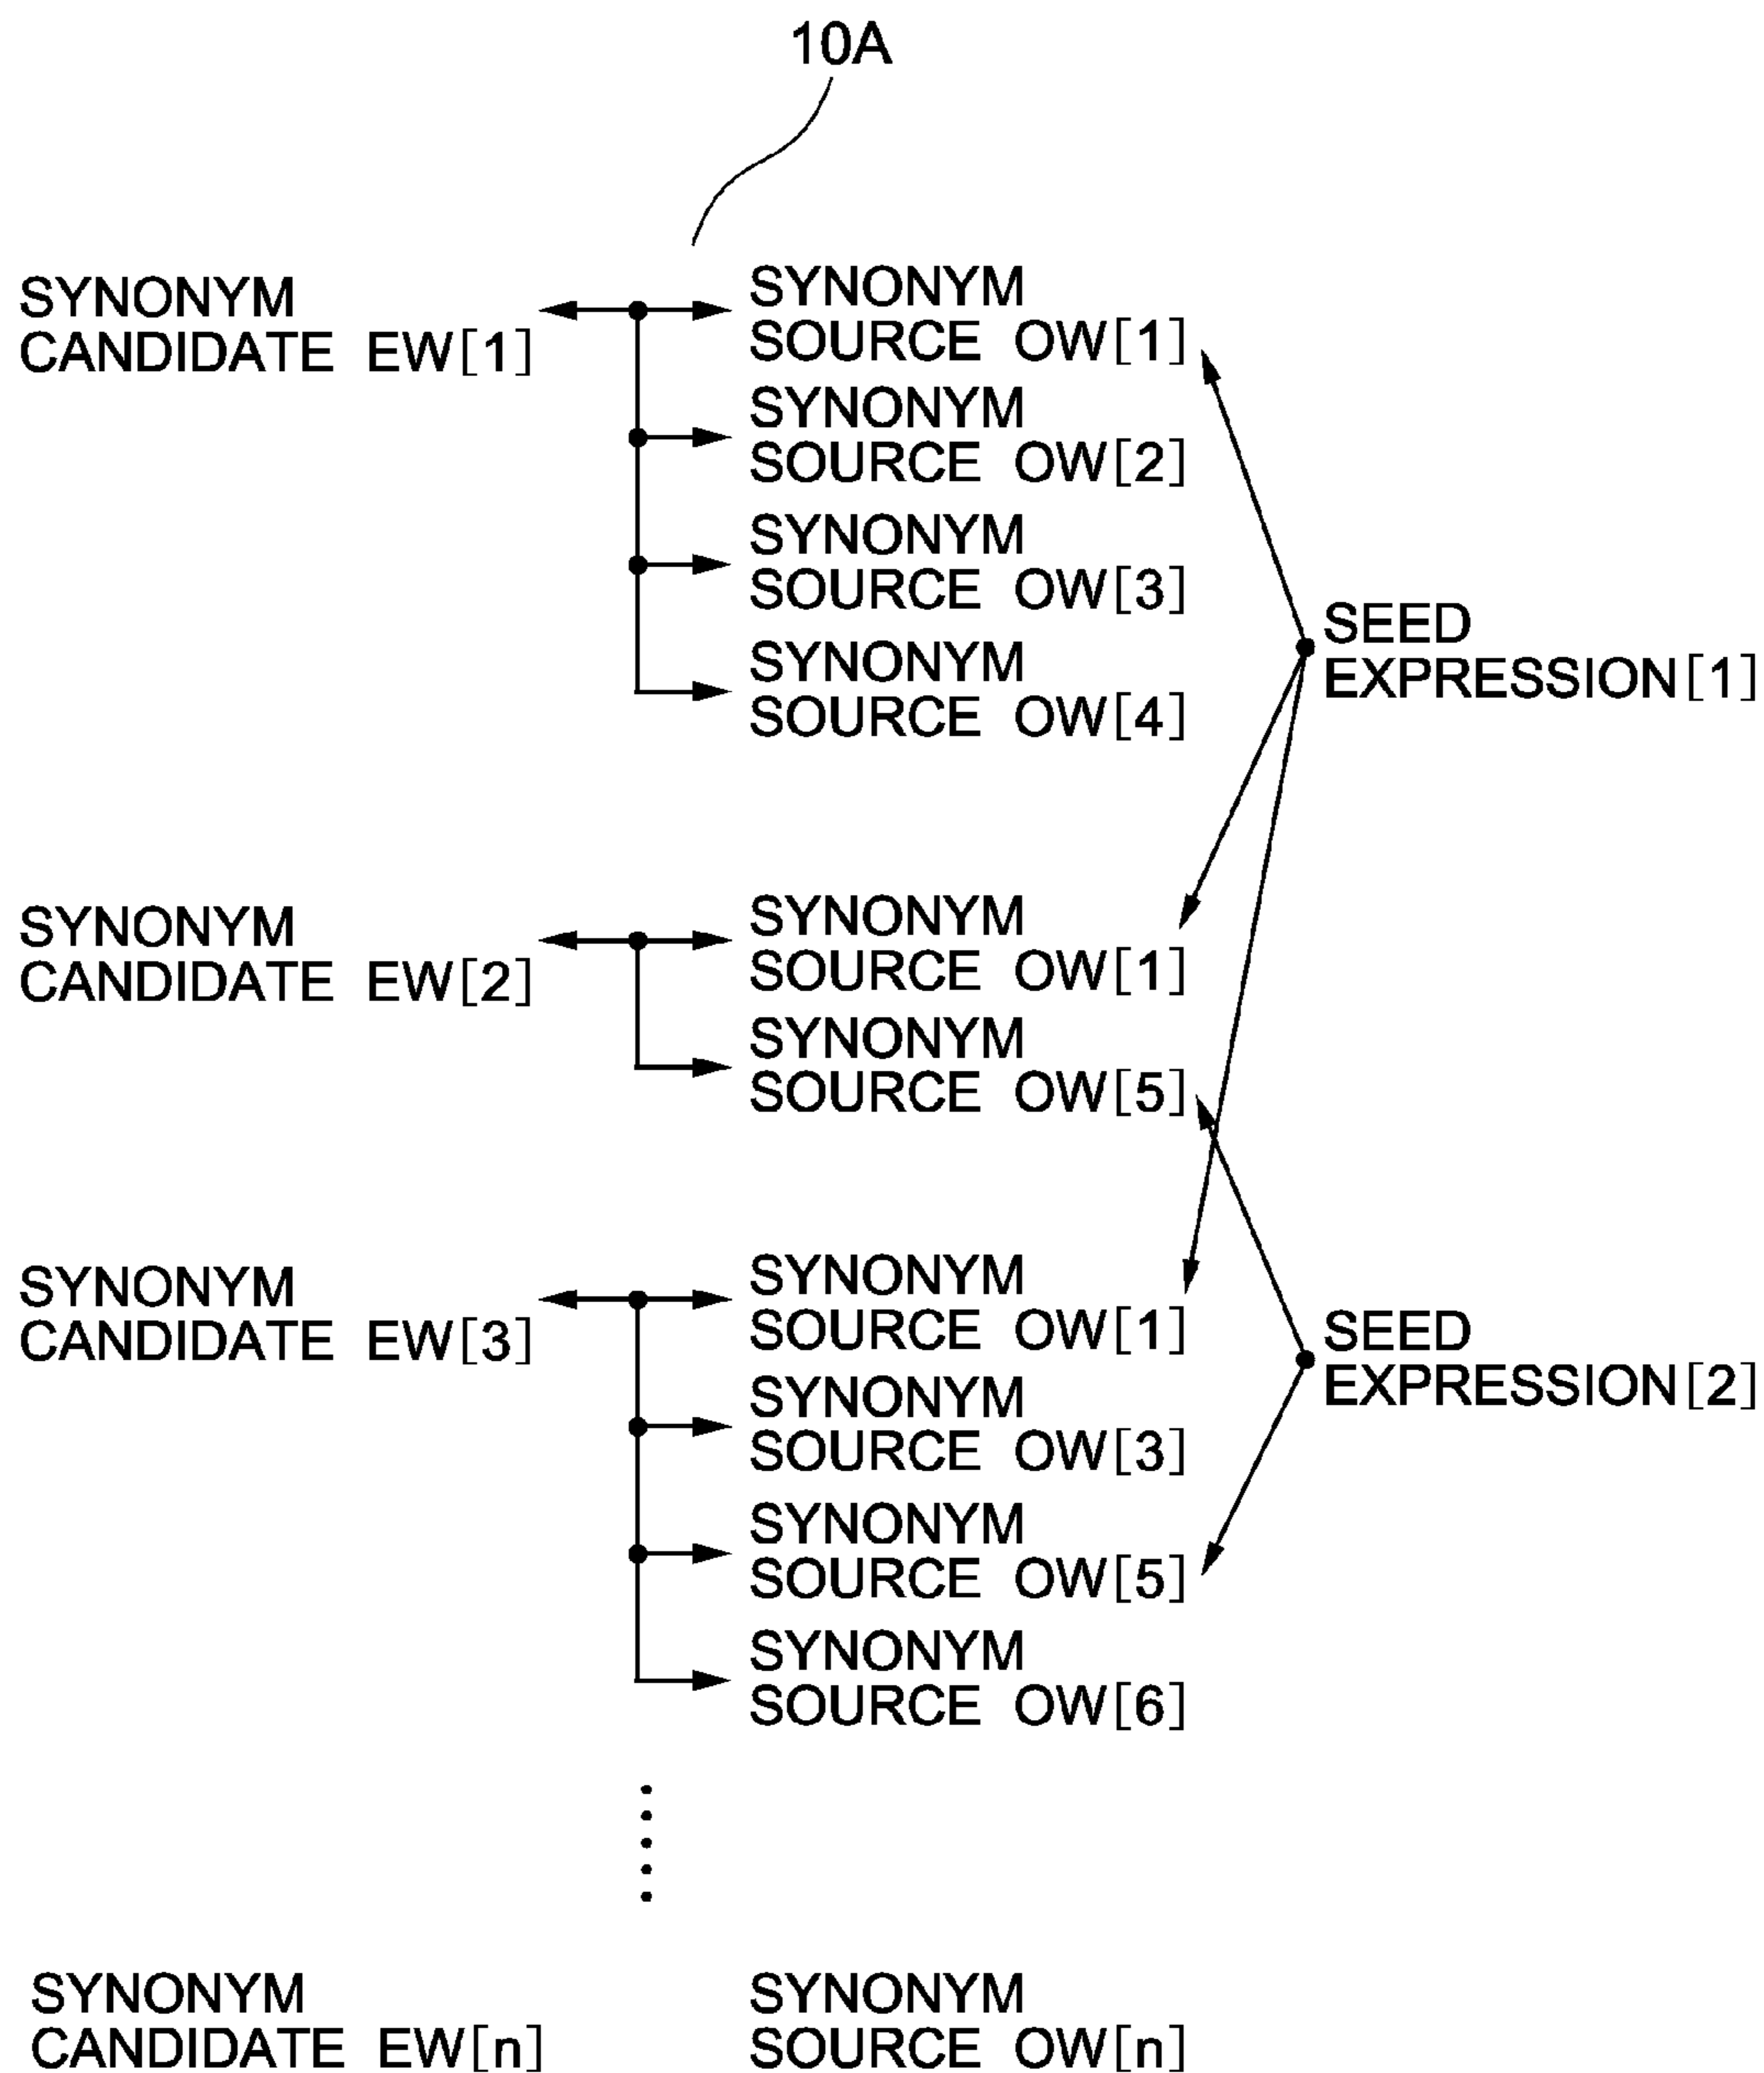 10A
SYNONYM
CANDIDATE EW[1]
SYNONYM
SOURCE OW[1]
SYNONYM
SOURCE OW[2]
SYNONYM
SOURCE OW[3]
SYNONYM
SOURCE OW[4]
SEED
EXPRESSION[1]
SYNONYM
CANDIDATE EW[2]
SYNONYM
SOURCE OW[1]
SYNONYM
SOURCE OW[5]
SYNONYM
CANDIDATE EW[3]
SYNONYM
SOURCE OW[1]
SYNONYM
SOURCE OW[3]
SYNONYM
SOURCE OW[5]
SYNONYM
SOURCE OW[6]
SEED
EXPRESSION[2]
SYNONYM
CANDIDATE EW[n]
SYNONYM
SOURCE OW[n]